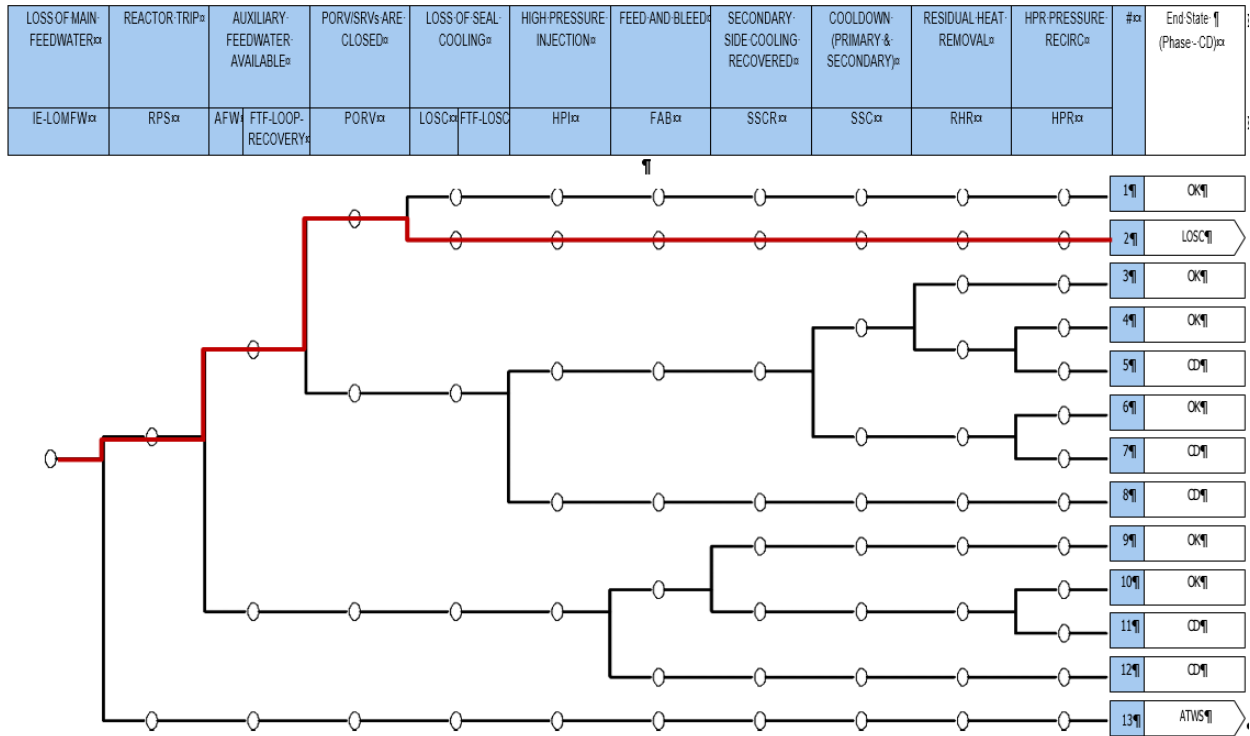 LOSS OF MAIN FEEDWATER¤
REACTOR TRIP¤
AUXILIARY FEEDWATER AVAILABLE¤
PORV/SRVs ARE CLOSED¤
LOSS OF SEAL COOLING¤
HIGH PRESSURE INJECTION¤
FEED AND BLEED¤
SECONDARY SIDE COOLING RECOVERED¤
COOLDOWN (PRIMARY & SECONDARY)¤
RESIDUAL HEAT REMOVAL¤
HPR PRESSURE RECIRC¤
#¤
End State ¶
(Phase - CD)¤
IE-LOMFW¤
RPS¤
AFW¤
FTF-LOOP-RECOVERY¤
PORV¤
LOSC¤
FTF-LOSC
HPI¤
FAB¤
SSCR¤
SSC¤
RHR¤
HPR¤
¶
1¶ OK¶
2¶ LOSC¶
3¶ OK¶
4¶ OK¶
5¶ CD¶
6¶ OK¶
7¶ CD¶
8¶ CD¶
9¶ OK¶
10¶ OK¶
11¶ CD¶
12¶ CD¶
13¶ ATWS¶